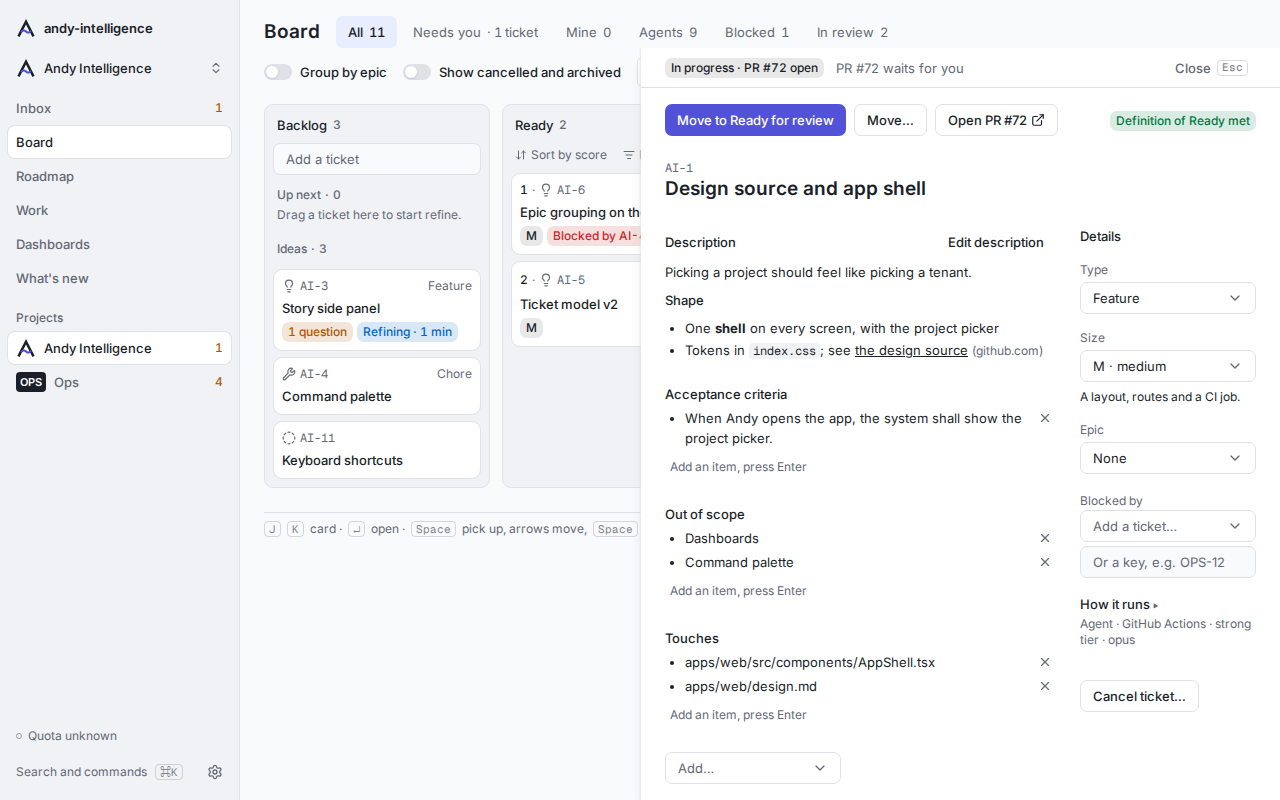 andy-intelligence
Andy Intelligence
Inbox 1
Board
Roadmap
Work
Dashboards
What's new
Projects
Andy Intelligence 1
OPS Ops 4
Quota unknown
Search and commands ⌘K
Board All 11 Needs you · 1 ticket Mine 0 Agents 9 Blocked 1 In review 2
Group by epic Show cancelled and archived
Backlog 3
Add a ticket
Up next · 0
Drag a ticket here to start refine.
Ideas · 3
AI-3 Feature
Story side panel
1 question Refining · 1 min
AI-4 Chore
Command palette
AI-11
Keyboard shortcuts
Ready 2
Sort by score
1 · AI-6
Epic grouping on th
M Blocked by AI-
2 · AI-5
Ticket model v2
M
J K card · ↵ open · Space pick up, arrows move, Space
In progress · PR #72 open PR #72 waits for you Close Esc
Move to Ready for review Move... Open PR #72 Definition of Ready met
AI-1
Design source and app shell
Description Edit description
Picking a project should feel like picking a tenant.
Shape
• One shell on every screen, with the project picker
• Tokens in index.css; see the design source (github.com)
Acceptance criteria
• When Andy opens the app, the system shall show the
project picker.
Add an item, press Enter
Out of scope
• Dashboards
• Command palette
Add an item, press Enter
Touches
• apps/web/src/components/AppShell.tsx
• apps/web/design.md
Add an item, press Enter
Add...
Details
Type
Feature
Size
M · medium
A layout, routes and a CI job.
Epic
None
Blocked by
Add a ticket...
Or a key, e.g. OPS-12
How it runs ▸
Agent · GitHub Actions · strong
tier · opus
Cancel ticket...